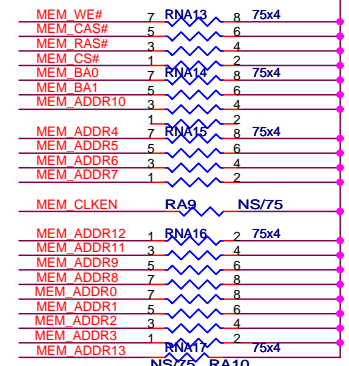 MEM_WE# 7 RNA13 8 75x4
MEM_CAS# 5 6
MEM_RAS# 3 4
MEM_CS# 1 2
MEM_BA0 7 RNA14 8 75x4
MEM_BA1 5 6
MEM_ADDR10 3 4
1 2
MEM_ADDR4 7 RNA15 8 75x4
MEM_ADDR5 5 6
MEM_ADDR6 3 4
MEM_ADDR7 1 2
MEM_CLKEN RA9 NS/75
MEM_ADDR12 1 RNA16 2 75x4
MEM_ADDR11 3 4
MEM_ADDR9 5 6
MEM_ADDR8 7 8
MEM_ADDR0 7 8
MEM_ADDR1 5 6
MEM_ADDR2 3 4
MEM_ADDR3 1 2
MEM_ADDR13 RNA17 75x4
NS/75 RA10